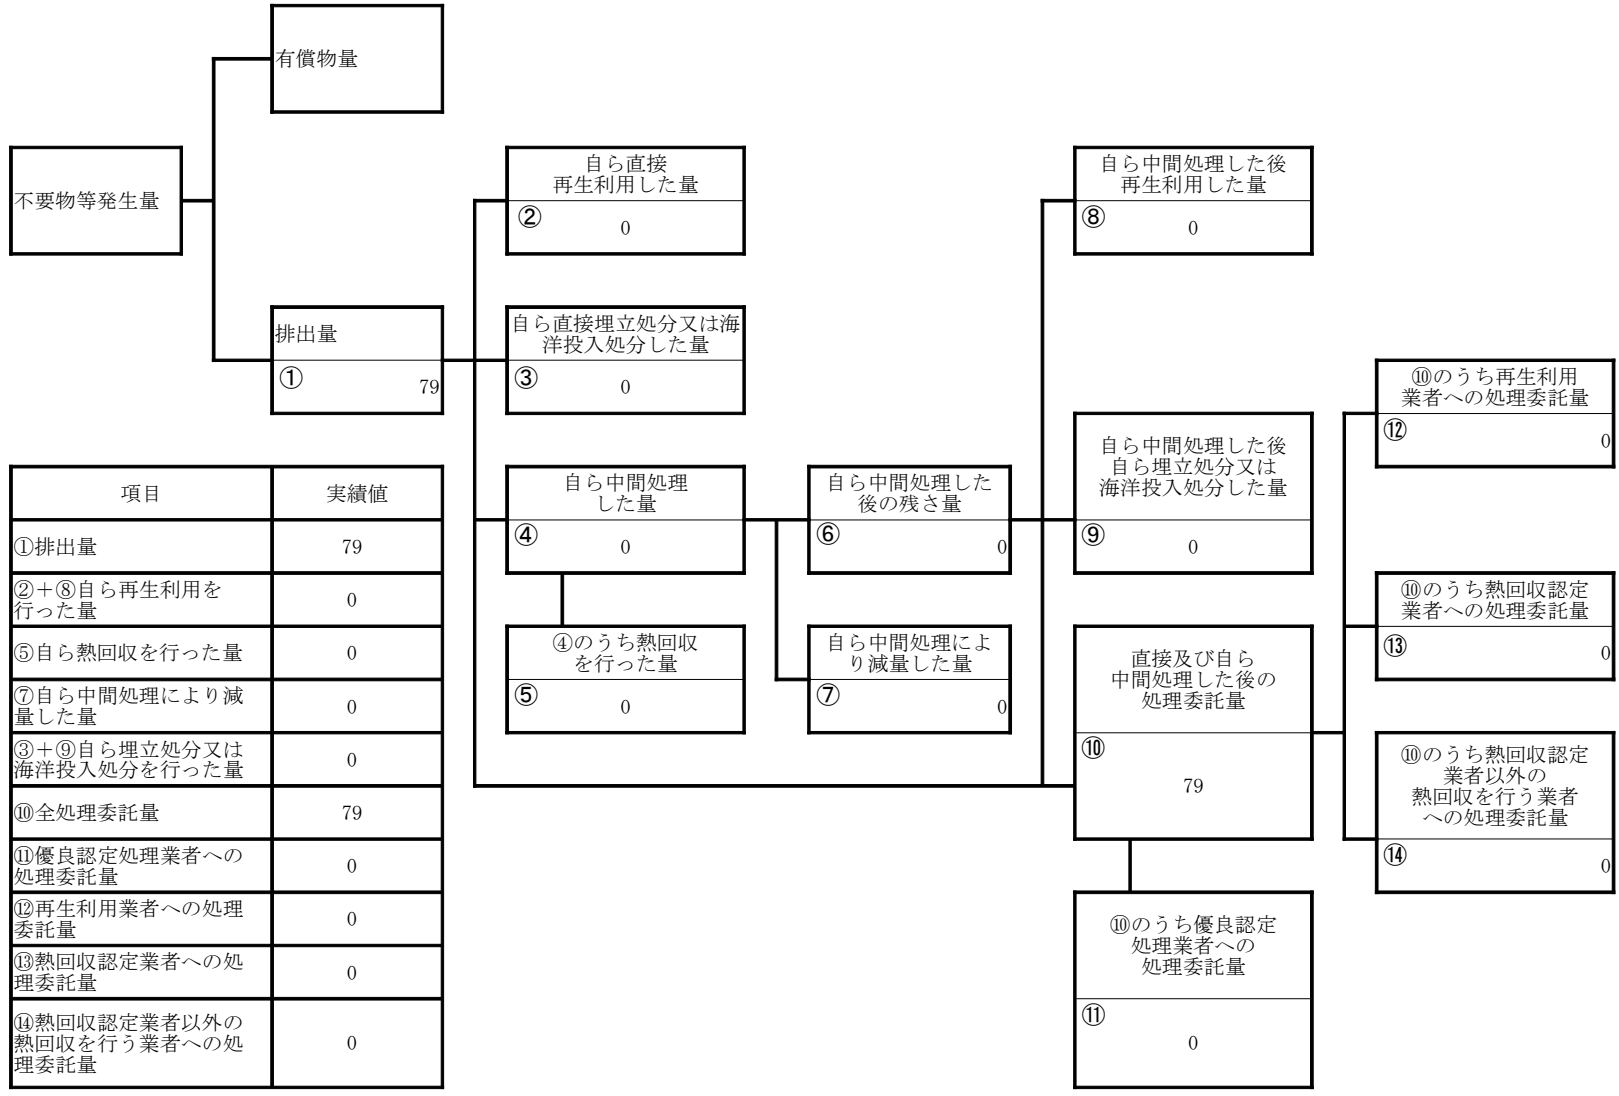 有償物量
不要物等発生量
自ら直接
再生利用した量
②
0
自ら中間処理した後
再生利用した量
⑧
0
排出量
①
79
自ら直接埋立処分又は海
洋投入処分した量
③
0
⑩のうち再生利用
業者への処理委託量
⑫
0
自ら中間処理
した量
④
0
自ら中間処理した
後の残さ量
⑥
0
自ら中間処理した後
自ら埋立処分又は
海洋投入処分した量
⑨
0
④のうち熱回収
を行った量
⑤
0
自ら中間処理によ
り減量した量
⑦
0
直接及び自ら
中間処理した後の
処理委託量
⑩
79
⑩のうち熱回収認定
業者への処理委託量
⑬
0
⑩のうち熱回収認定
業者以外の
熱回収を行う業者
への処理委託量
⑭
0
⑩のうち優良認定
処理業者への
処理委託量
⑪
0
項目 実績値
①排出量 79
②＋⑧自ら再生利用を
行った量 0
⑤自ら熱回収を行った量 0
⑦自ら中間処理により減
量した量 0
③＋⑨自ら埋立処分又は
海洋投入処分を行った量 0
⑩全処理委託量 79
⑪優良認定処理業者への
処理委託量 0
⑫再生利用業者への処理
委託量 0
⑬熱回収認定業者への処
理委託量 0
⑭熱回収認定業者以外の
熱回収を行う業者への処
理委託量 0